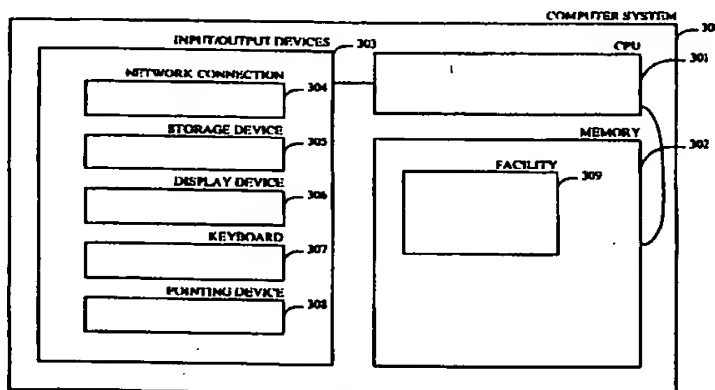 COMPUTER SYSTEM
30
INPUT/OUTPUT DEVICES 303
CPU 301
NETWORK CONNECTION 304
STORAGE DEVICE 305
DISPLAY DEVICE 306
KEYBOARD 307
POINTING DEVICE 308
MEMORY 302
FACILITY 309